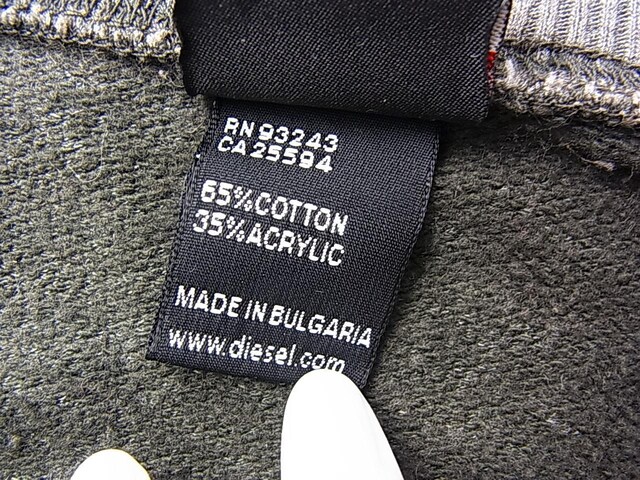 RN 93243
CA 25594
65% COTTON
35% ACRYLIC
MADE IN BULGARIA
www.diesel.com